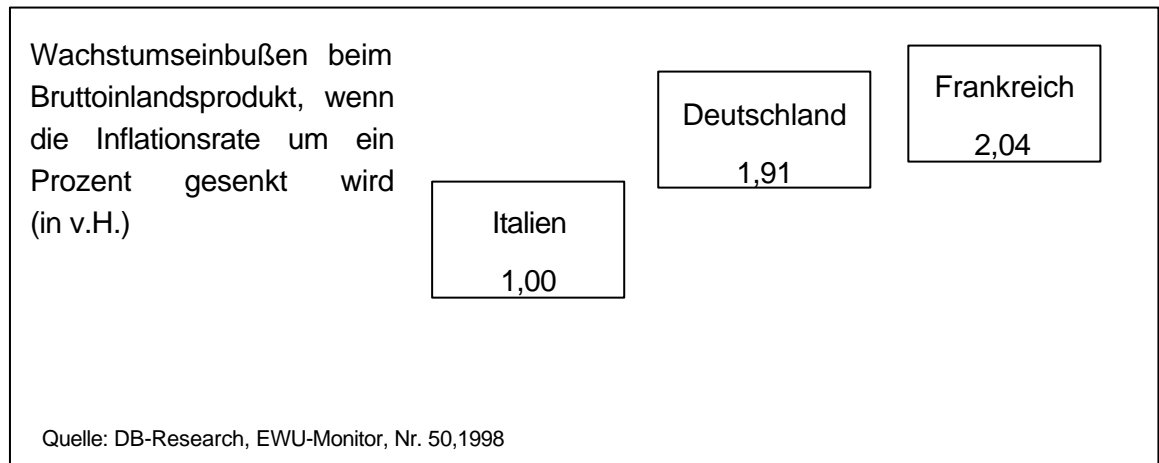 Wachstumseinbußen beim
Bruttoinlandsprodukt, wenn
die Inflationsrate um ein
Prozent gesenkt wird
(in v.H.)
Italien
1,00
Deutschland
1,91
Frankreich
2,04
Quelle: DB-Research, EWU-Monitor, Nr. 50,1998